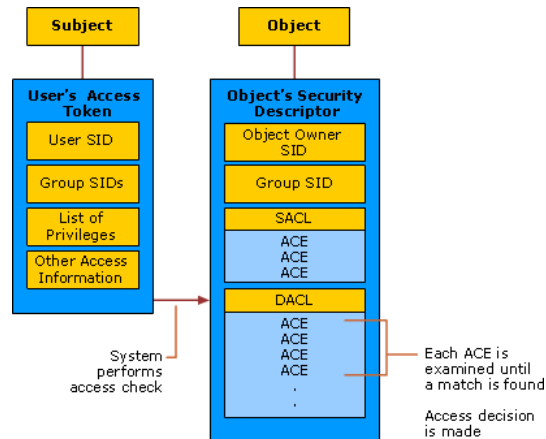 Subject
Object
User's Access
Token
User SID
Group SIDs
List of
Privileges
Other Access
Information
Object's Security
Descriptor
Object Owner
SID
Group SID
SACL
ACE
ACE
ACE
DACL
ACE
ACE
ACE
ACE
.
.
System
performs
access check
Each ACE is
examined until
a match is found
Access decision
is made